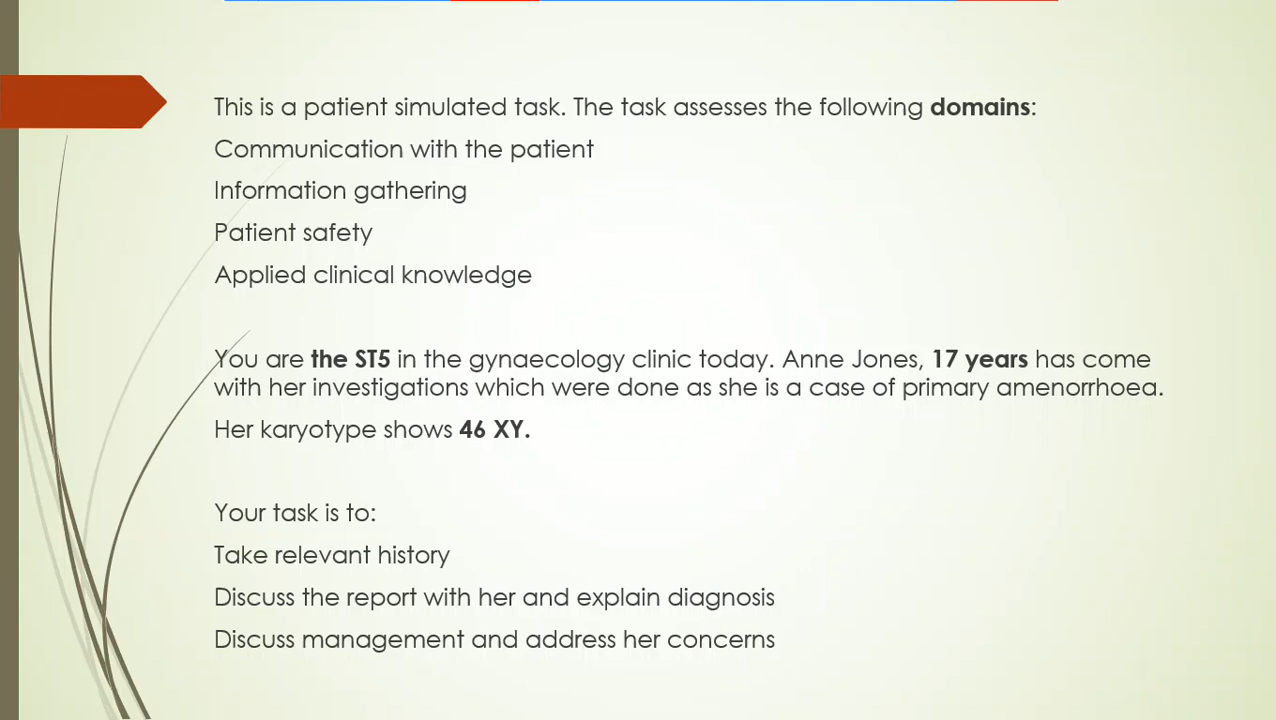 This is a patient simulated task. The task assesses the following domains:
Communication with the patient
Information gathering
Patient safety
Applied clinical knowledge
You are the ST5 in the gynaecology clinic today. Anne Jones, 17 years has come
with her investigations which were done as she is a case of primary amenorrhoea.
Her karyotype shows 46 XY.
Your task is to:
Take relevant history
Discuss the report with her and explain diagnosis
Discuss management and address her concerns